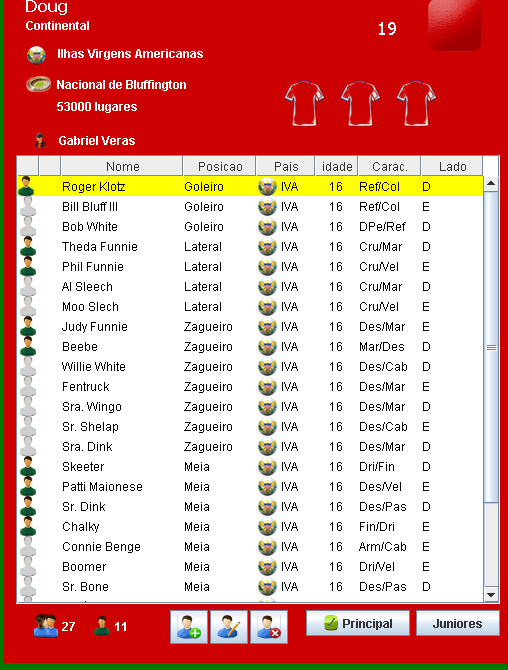 Doug
Continental
19
Ilhas Virgens Americanas
Nacional de Bluffington
53000 lugares
Gabriel Veras
Nome Posicao Pais idade Carac. Lado
Roger Klotz Goleiro IVA 16 Ref/Col D
Bill Bluff III Goleiro IVA 16 Ref/Col E
Bob White Goleiro IVA 16 DPe/Ref D
Theda Funnie Lateral IVA 16 Cru/Mar D
Phil Funnie Lateral IVA 16 Cru/Vel E
Al Sleech Lateral IVA 16 Cru/Mar D
Moo Slech Lateral IVA 16 Cru/Vel E
Judy Funnie Zagueiro IVA 16 Des/Mar E
Beebe Zagueiro IVA 16 Mar/Des D
Willie White Zagueiro IVA 16 Des/Cab D
Fentruck Zagueiro IVA 16 Des/Mar E
Sra. Wingo Zagueiro IVA 16 Des/Mar D
Sr. Shelap Zagueiro IVA 16 Des/Cab E
Sra. Dink Zagueiro IVA 16 Des/Mar D
Skeeter Meia IVA 16 Dri/Fin D
Patti Maionese Meia IVA 16 Des/Vel E
Sr. Dink Meia IVA 16 Des/Pas D
Chalky Meia IVA 16 Fin/Dri E
Connie Benge Meia IVA 16 Arm/Cab E
Boomer Meia IVA 16 Dri/Vel E
Sr. Bone Meia IVA 16 Des/Pas D
27 11 Principal Juniores